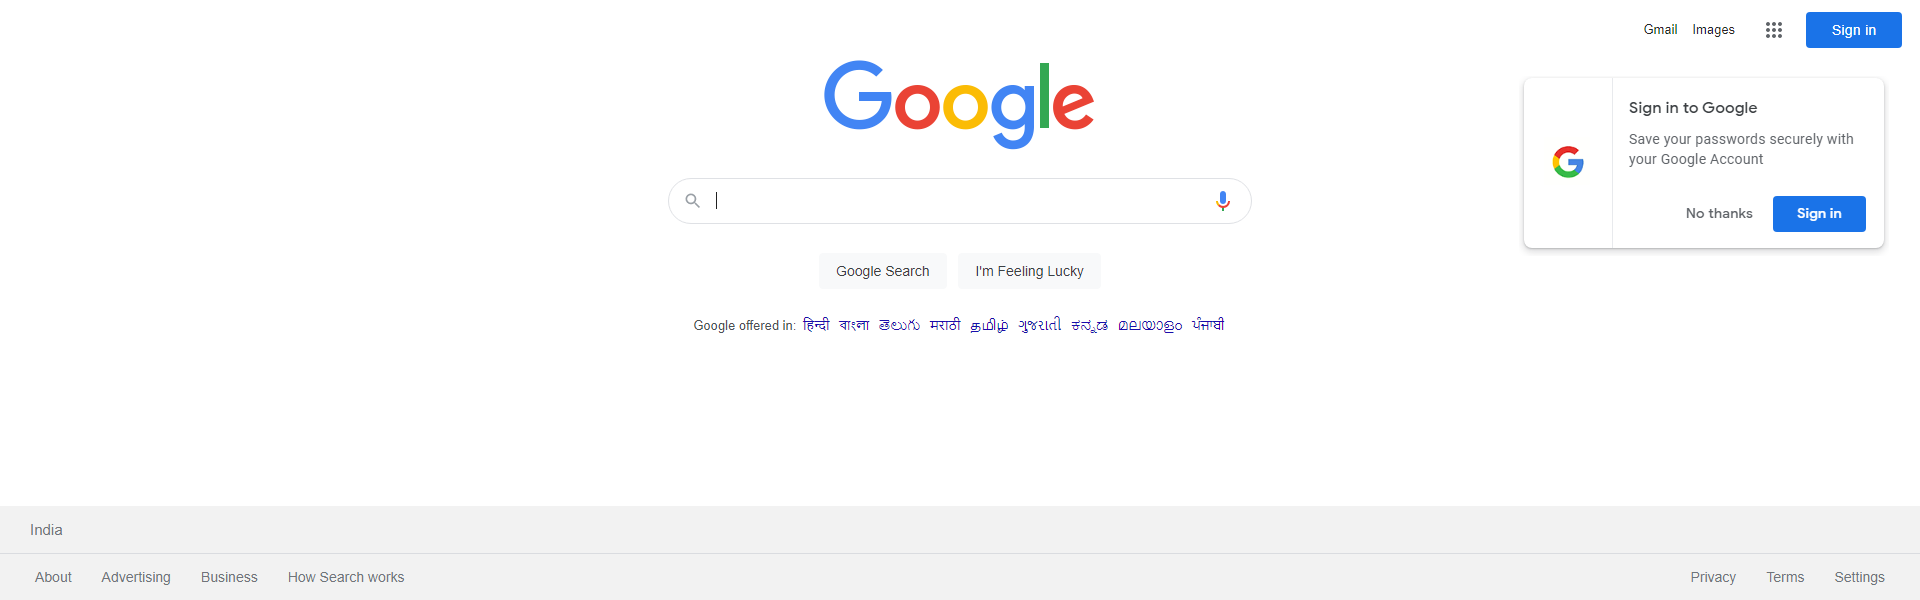 Gmail Images Sign in
Google
Sign in to Google
Save your passwords securely with
your Google Account
No thanks Sign in
Google Search I'm Feeling Lucky
Google offered in: हिन्दी বাংলা తెలుగు मराठी தமிழ் ગુજરાતી ಕನ್ನಡ മലയാളം ਪੰਜਾਬੀ
India
About Advertising Business How Search works Privacy Terms Settings